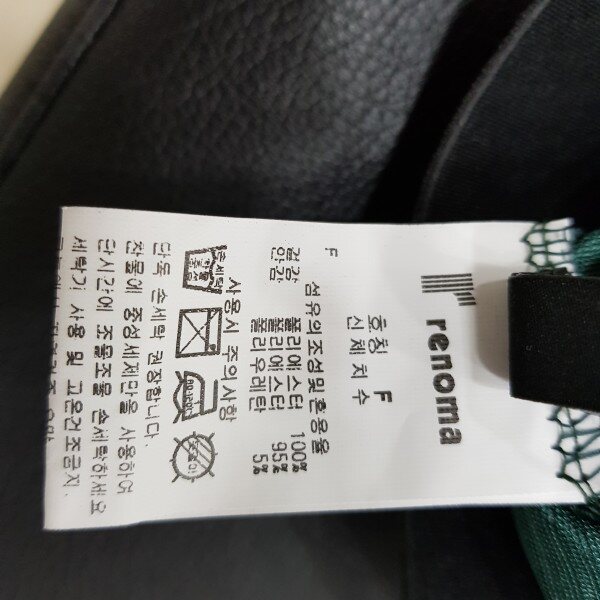 renoma
호칭 F
신체치수
F
섬유의 조성및혼용율
겉감 폴리에스터 100%
안감 폴리에스터 95%
폴리우레탄 5%
사용시 주의사항
손세탁
단독 손세탁 권장합니다.
찬물에 중성세제만을 사용하여
단시간에 조물조물 손세탁하세요
세탁기 사용 및 고온건조금지.